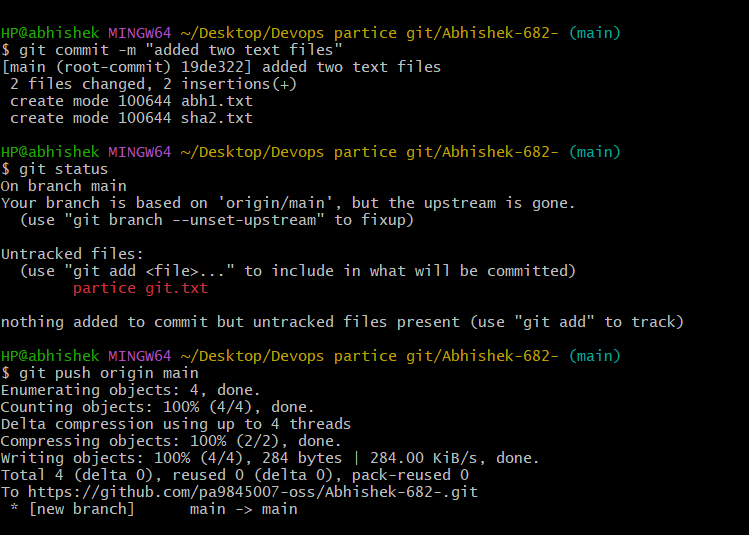 HP@abhishek MINGW64 ~/Desktop/Devops partice git/Abhishek-682- (main)
$ git commit -m "added two text files"
[main (root-commit) 19de322] added two text files
 2 files changed, 2 insertions(+)
 create mode 100644 abh1.txt
 create mode 100644 sha2.txt

HP@abhishek MINGW64 ~/Desktop/Devops partice git/Abhishek-682- (main)
$ git status
On branch main
Your branch is based on 'origin/main', but the upstream is gone.
  (use "git branch --unset-upstream" to fixup)

Untracked files:
  (use "git add <file>..." to include in what will be committed)
        partice git.txt

nothing added to commit but untracked files present (use "git add" to track)

HP@abhishek MINGW64 ~/Desktop/Devops partice git/Abhishek-682- (main)
$ git push origin main
Enumerating objects: 4, done.
Counting objects: 100% (4/4), done.
Delta compression using up to 4 threads
Compressing objects: 100% (2/2), done.
Writing objects: 100% (4/4), 284 bytes | 284.00 KiB/s, done.
Total 4 (delta 0), reused 0 (delta 0), pack-reused 0
To https://github.com/pa9845007-oss/Abhishek-682-.git
 * [new branch]      main -> main